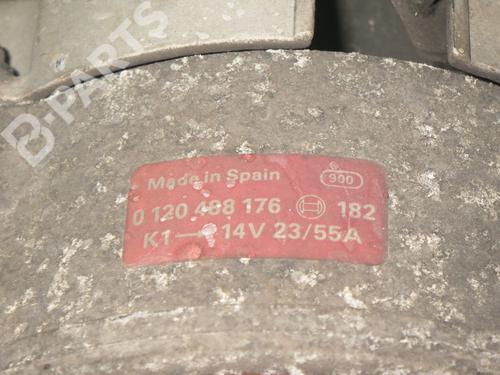 B-PARTS
Made in Spain 900
0 120 488 176 182
K1→ 14V 23/55A